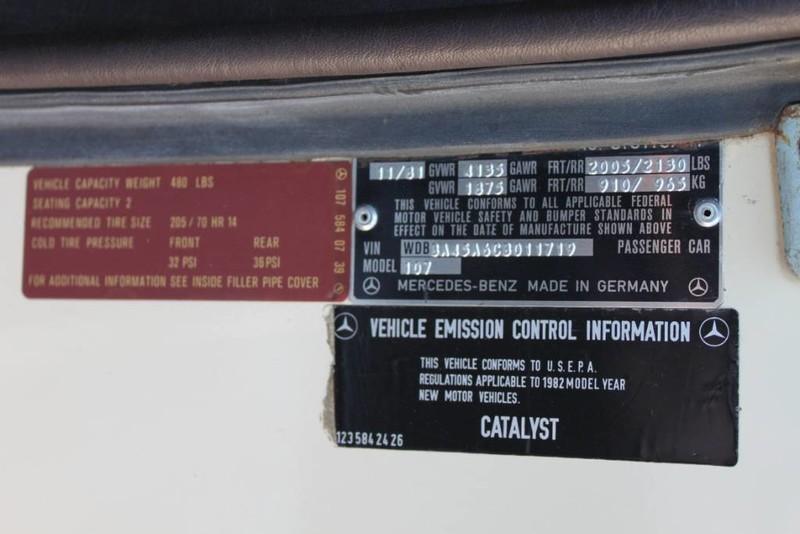 VEHICLE CAPACITY WEIGHT 480 LBS
SEATING CAPACITY 2
RECOMMENDED TIRE SIZE 205 / 70 HR 14
COLD TIRE PRESSURE FRONT REAR
32 PSI 36 PSI
FOR ADDITIONAL INFORMATION SEE INSIDE FILLER PIPE COVER
107 584 07 39
11/81 GVWR 4135 GAWR FRT/RR 2005/2130 LBS
GVWR 1875 GAWR FRT/RR 910/ 965 KG
THIS VEHICLE CONFORMS TO ALL APPLICABLE FEDERAL
MOTOR VEHICLE SAFETY AND BUMPER STANDARDS IN
EFFECT ON THE DATE OF MANUFACTURE SHOWN ABOVE
VIN WDBBA45A6CB011719 PASSENGER CAR
MODEL 107
MERCEDES-BENZ MADE IN GERMANY
VEHICLE EMISSION CONTROL INFORMATION
THIS VEHICLE CONFORMS TO U.S.E.P.A.
REGULATIONS APPLICABLE TO 1982 MODEL YEAR
NEW MOTOR VEHICLES.
CATALYST
123 584 24 26